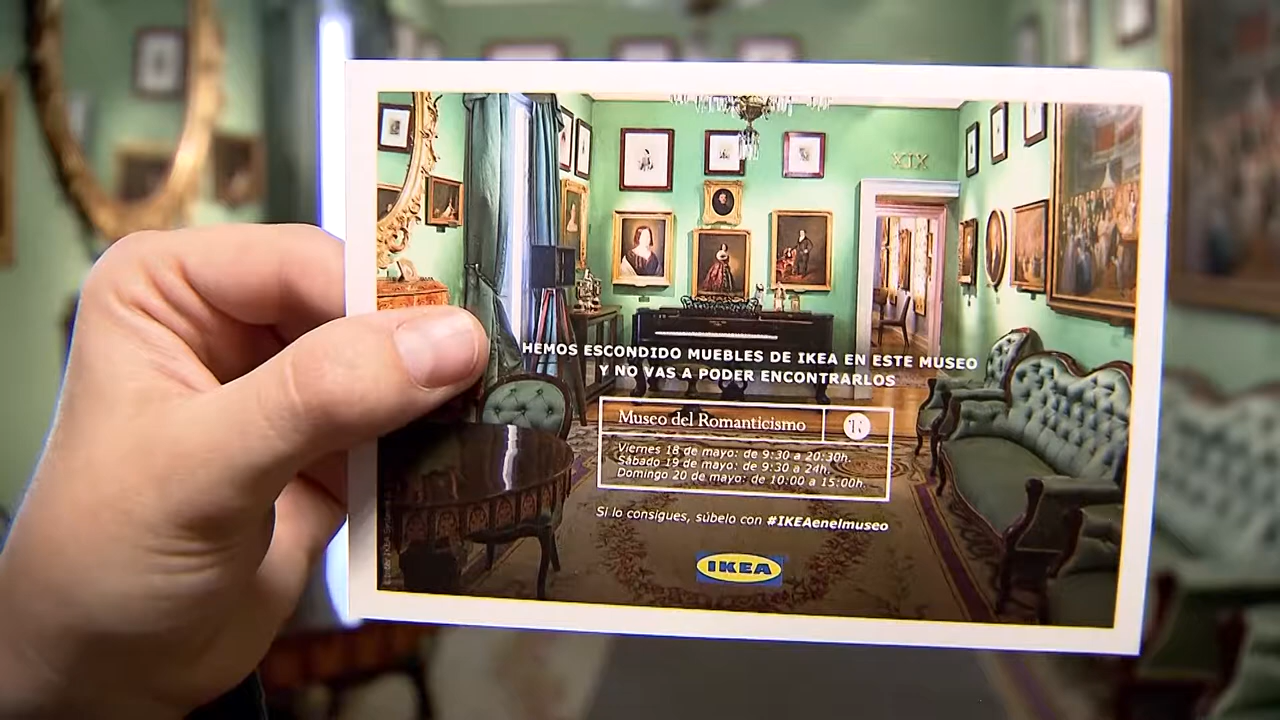 XIX
HEMOS ESCONDIDO MUEBLES DE IKEA EN ESTE MUSEO
Y NO VAS A PODER ENCONTRARLOS
Museo del Romanticismo
Viernes 18 de mayo: de 9:30 a 20:30h.
Sábado 19 de mayo: de 9:30 a 24h.
Domingo 20 de mayo: de 10:00 a 15:00h.
Si lo consigues, súbelo con #IKEAenelmuseo
IKEA